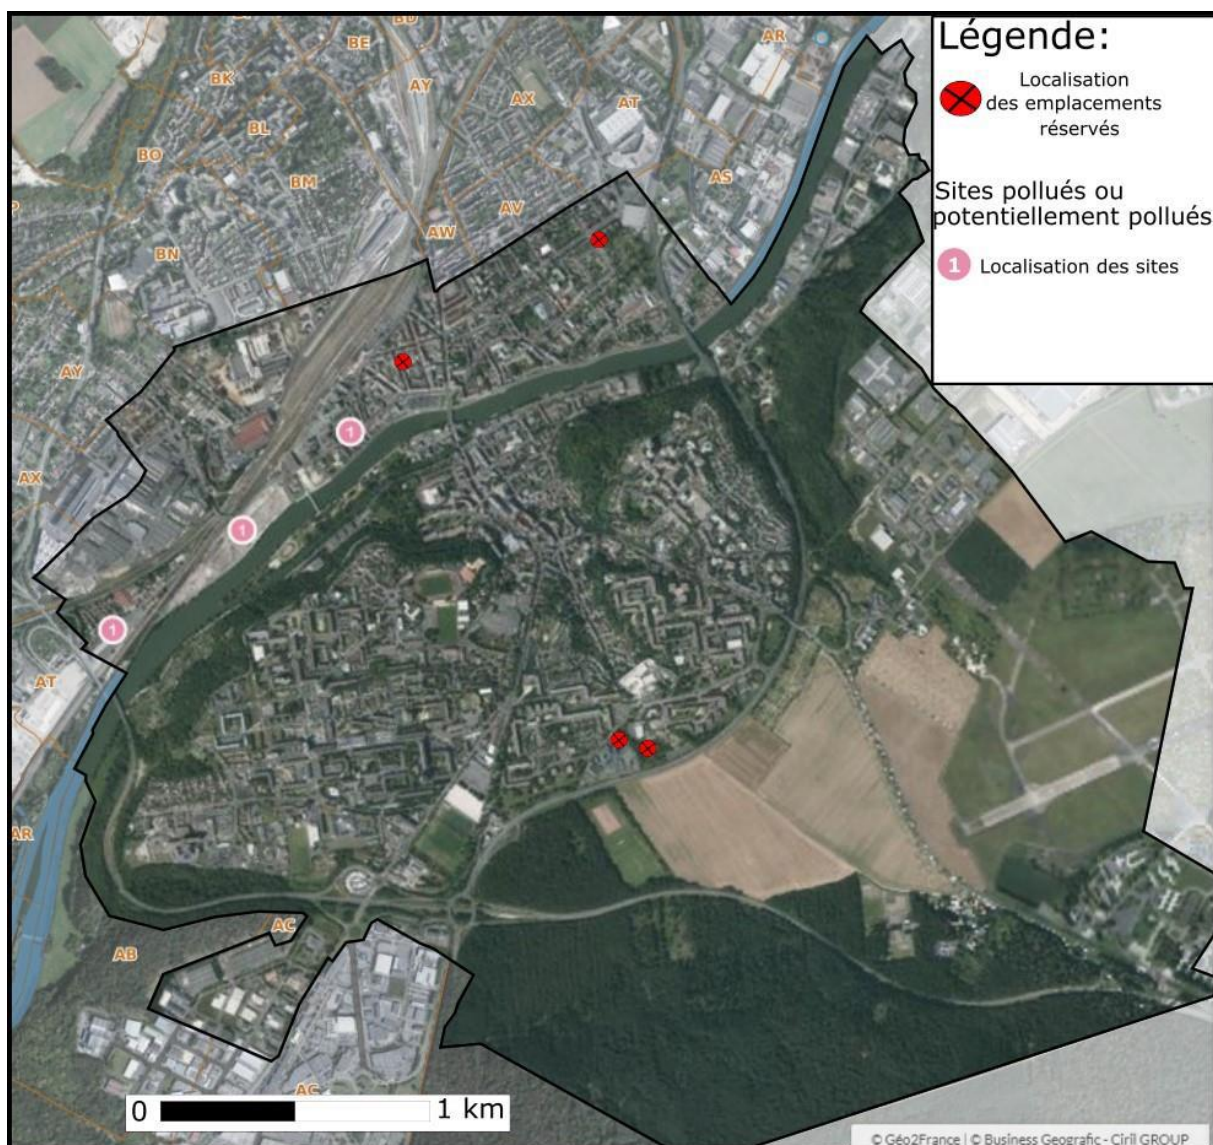 Légende:
Localisation
des emplacements
réservés
Sites pollués ou
potentiellement pollués
1 Localisation des sites
BD
BE
AR
BK
AY
AX
AT
BL
BO
BM
AS
AV
AW
BN
AY
1
AX
1
1
AT
AR
AC
AB
AC
0 1 km
© Géo2France | © Business Geografic - Ciril GROUP